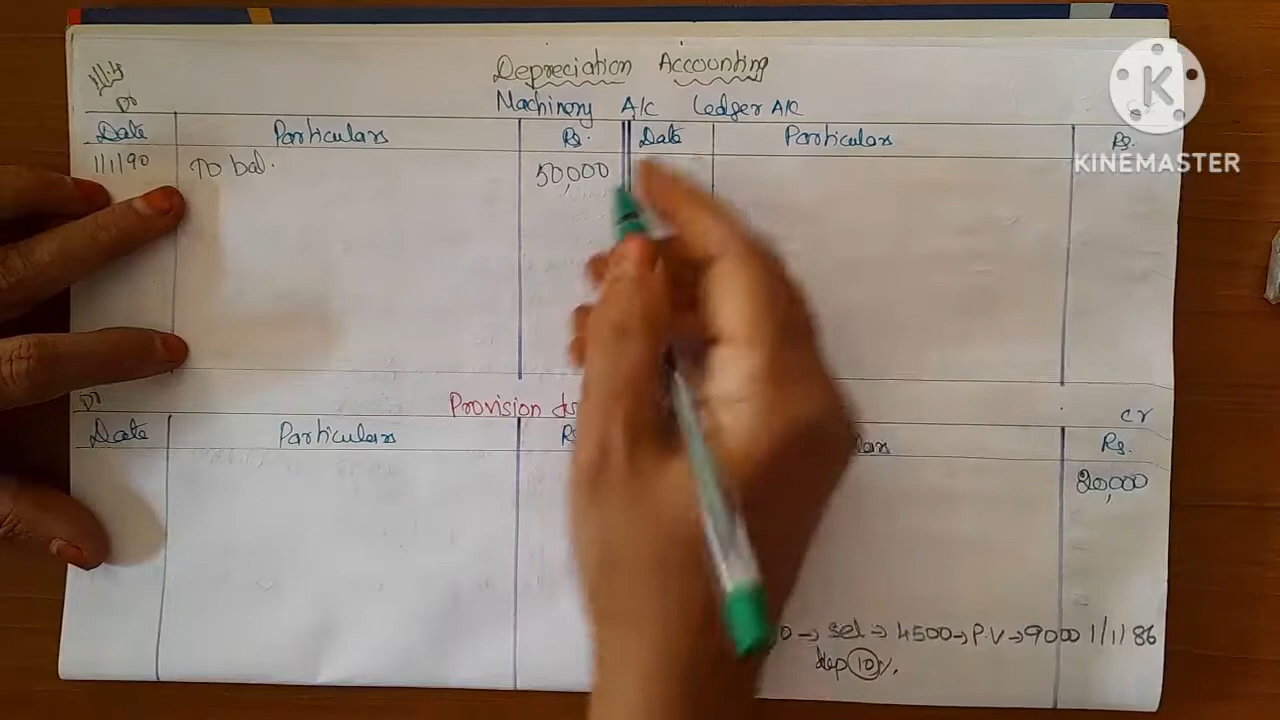 Depreciation Accounting
Machinery A/c Ledger A/c
Dr
Date Particulars Rs. Date Particulars Rs.
1/1/90 To bal. 50,000
KINEMASTER
Dr Provision Cr
Date Particulars Rs.
20,000
sel → 4500 → P.V → 9000 1/1/86
dep 10%